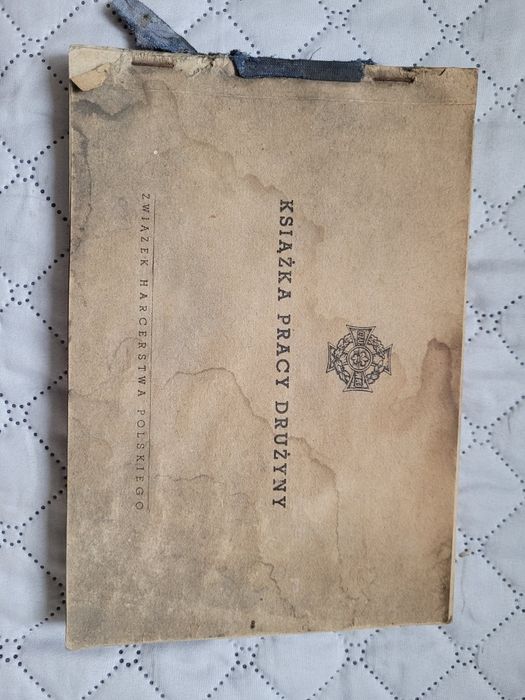 KSIĄŻKA PRACY DRUŻYNY
ZWIĄZEK HARCERSTWA POLSKIEGO